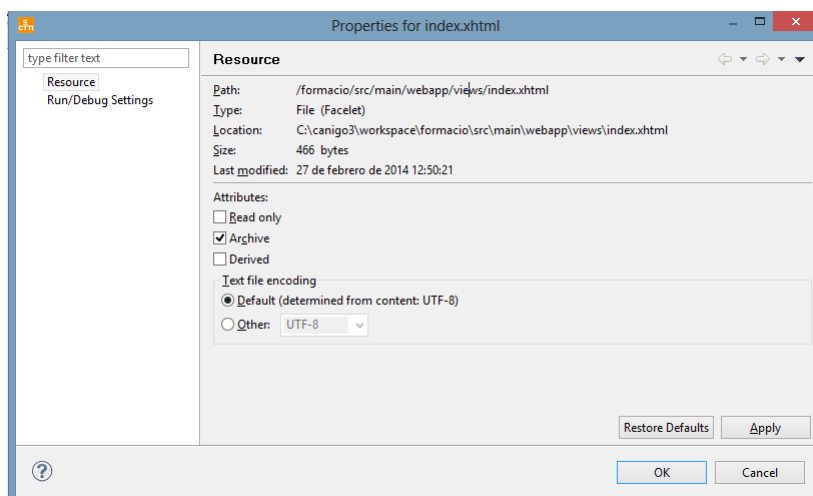 CTTI
Properties for index.xhtml
type filter text
Resource
Run/Debug Settings
Resource
Path: /formacio/src/main/webapp/views/index.xhtml
Type: File (Facelet)
Location: C:\canigo3\workspace\formacio\src\main\webapp\views\index.xhtml
Size: 466 bytes
Last modified: 27 de febrero de 2014 12:50:21
Attributes:
Read only
Archive
Derived
Text file encoding
Default (determined from content: UTF-8)
Other: UTF-8
Restore Defaults Apply
?
OK Cancel